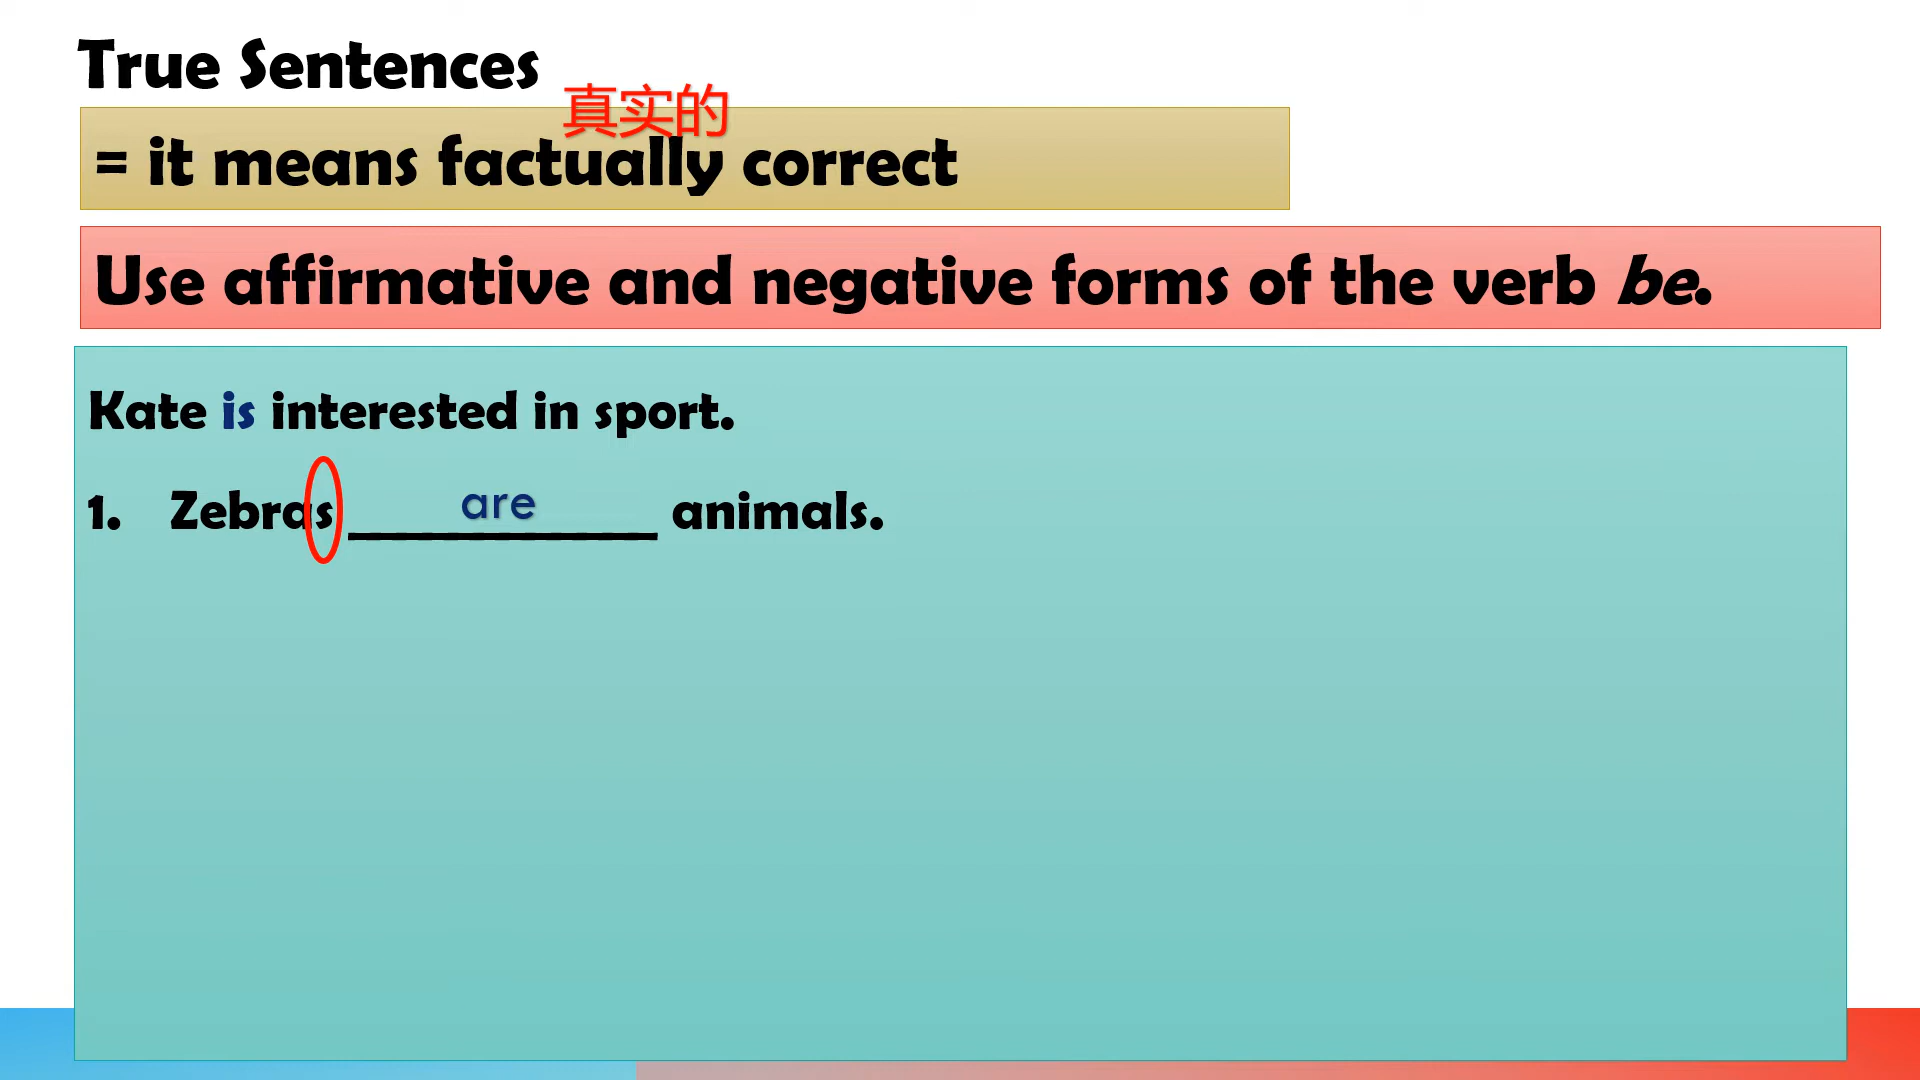 True Sentences
真实的
= it means factually correct
Use affirmative and negative forms of the verb be.
Kate is interested in sport.
1. Zebras ____________ are animals.